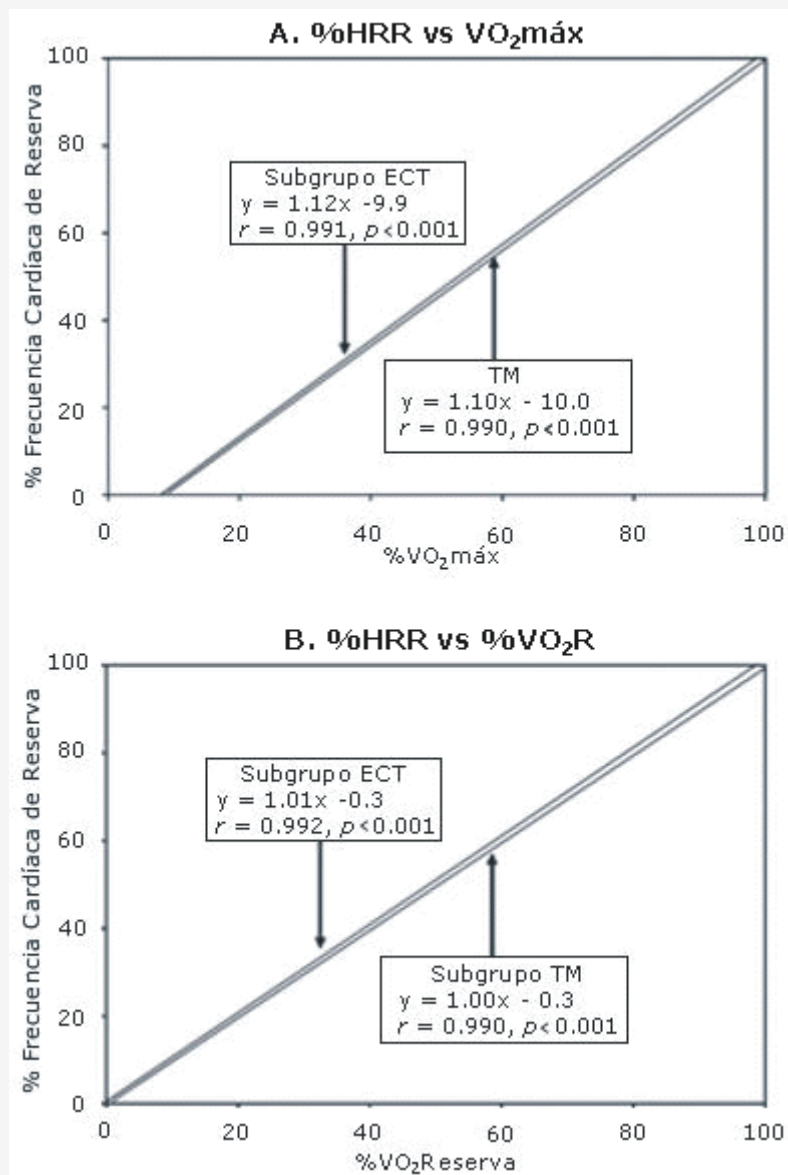 A. %HRR vs VO₂máx
% Frecuencia Cardíaca de Reserva
100
80
60
40
20
0
Subgrupo ECT
y = 1.12x -9.9
r = 0.991, p<0.001
TM
y = 1.10x - 10.0
r = 0.990, p<0.001
0 20 40 60 80 100
%VO₂máx
B. %HRR vs %VO₂R
% Frecuencia Cardíaca de Reserva
100
80
60
40
20
0
Subgrupo ECT
y = 1.01x -0.3
r = 0.992, p<0.001
Subgrupo TM
y = 1.00x - 0.3
r = 0.990, p<0.001
0 20 40 60 80 100
%VO₂Reserva